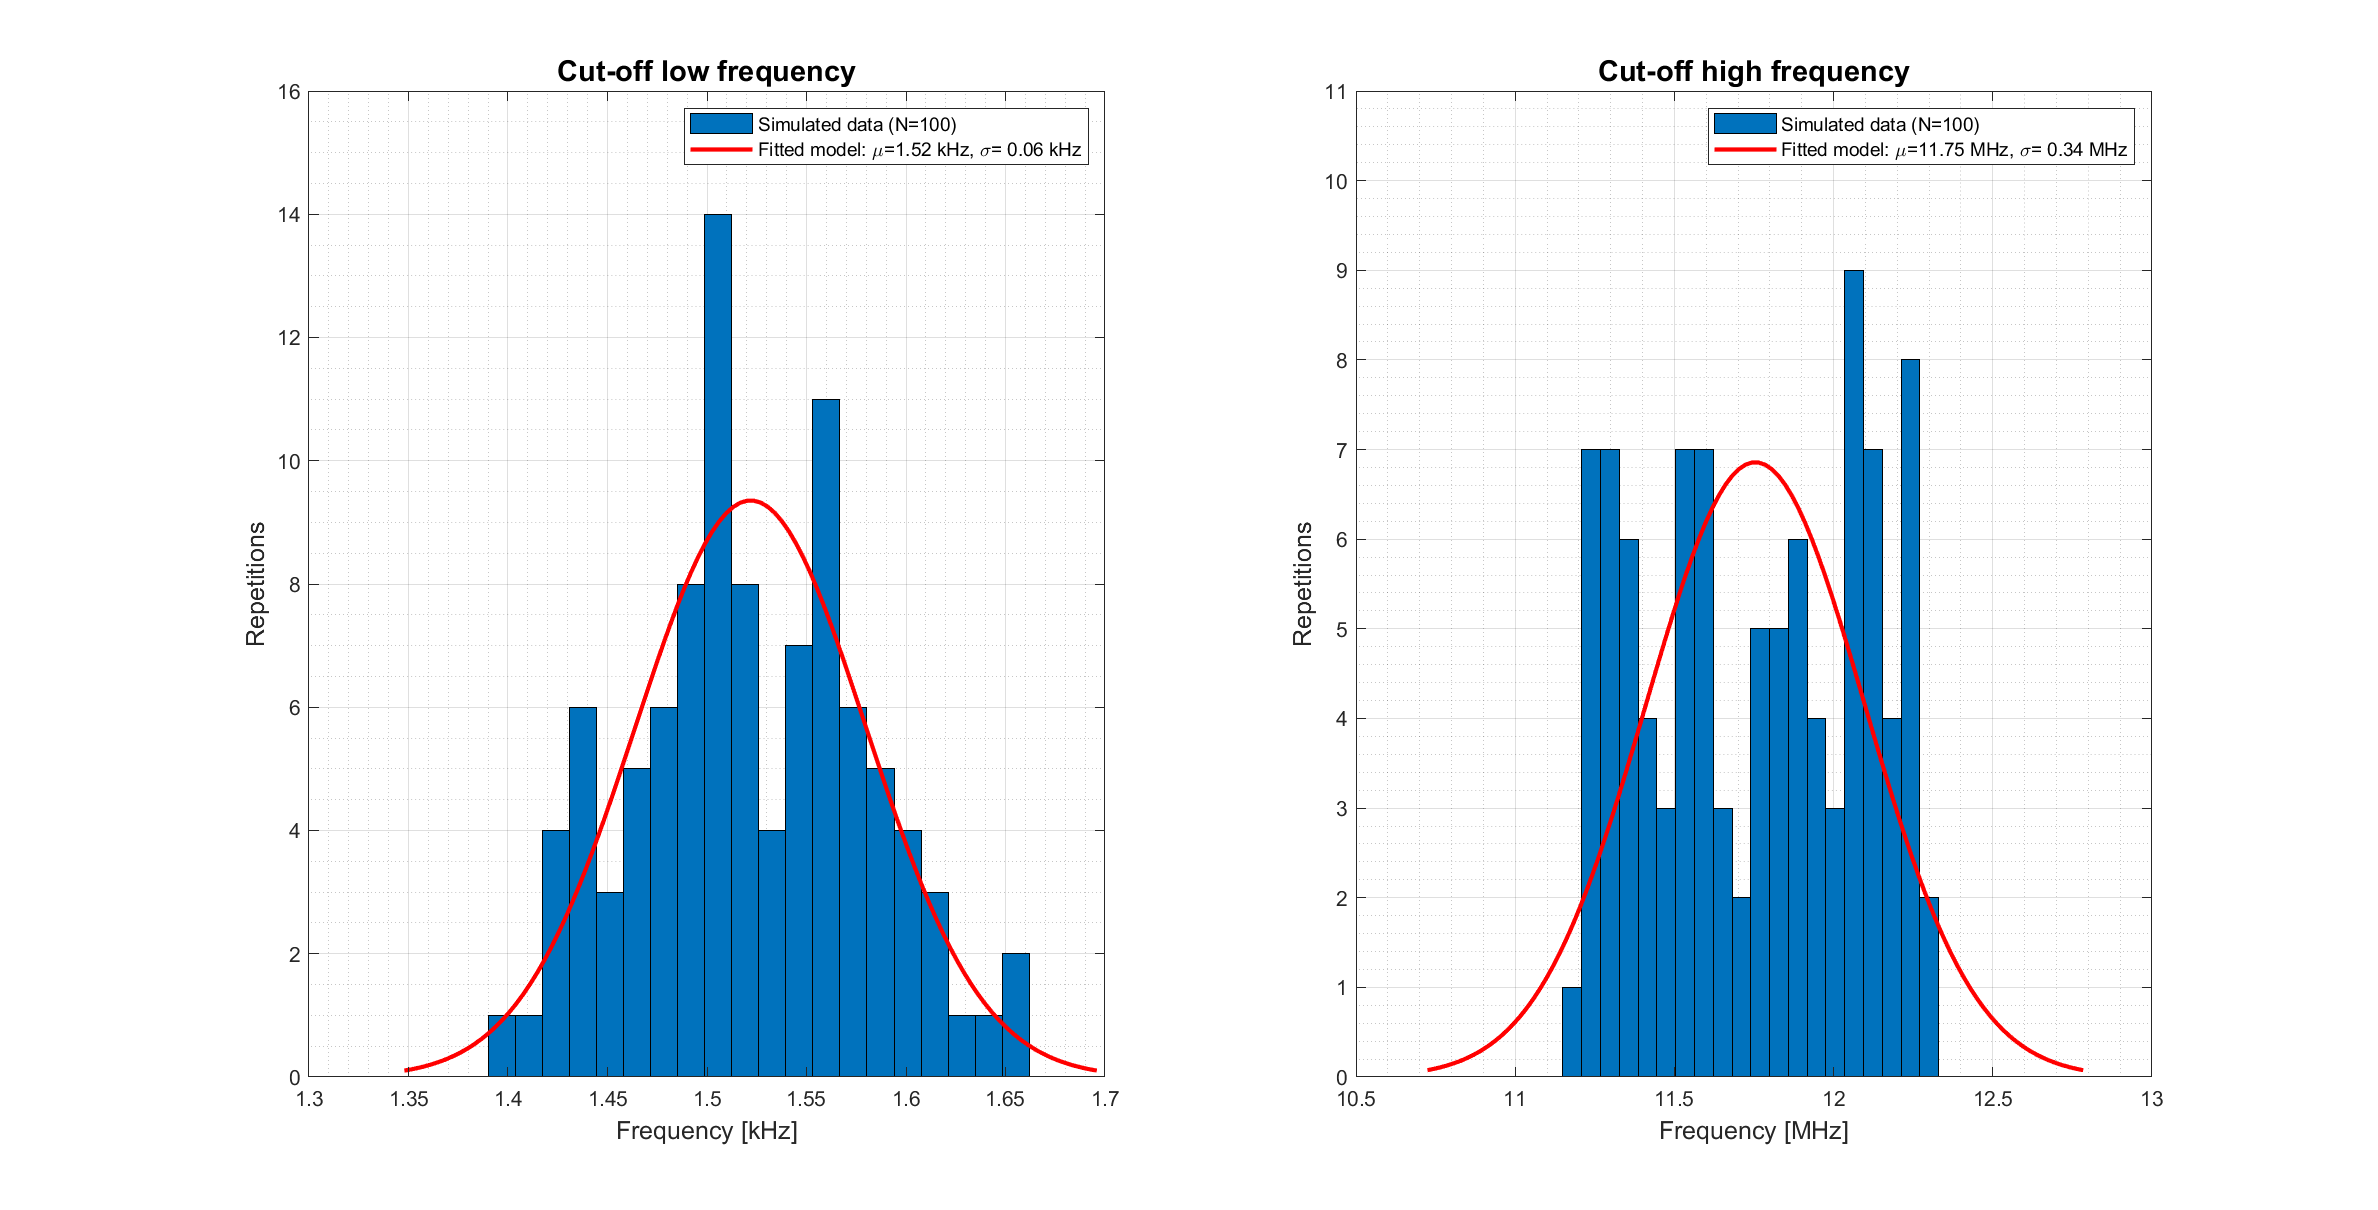 Cut-off low frequency
16
14
12
10
8
6
4
2
0
Repetitions
Simulated data (N=100)
Fitted model: μ=1.52 kHz, σ= 0.06 kHz
1.3 1.35 1.4 1.45 1.5 1.55 1.6 1.65 1.7
Frequency [kHz]
Cut-off high frequency
11
10
9
8
7
6
5
4
3
2
1
0
Repetitions
Simulated data (N=100)
Fitted model: μ=11.75 MHz, σ= 0.34 MHz
10.5 11 11.5 12 12.5 13
Frequency [MHz]